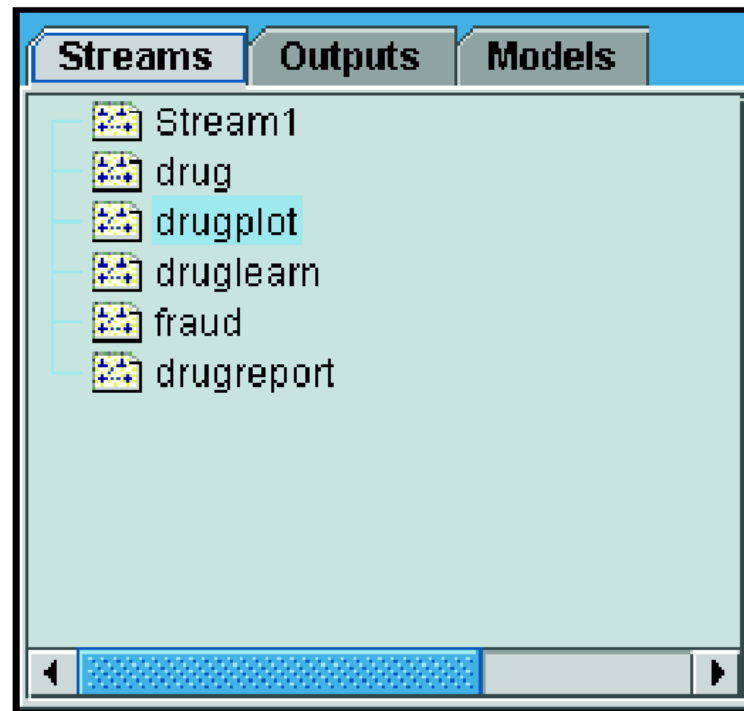 Streams Outputs Models
Stream1
drug
drugplot
druglearn
fraud
drugreport